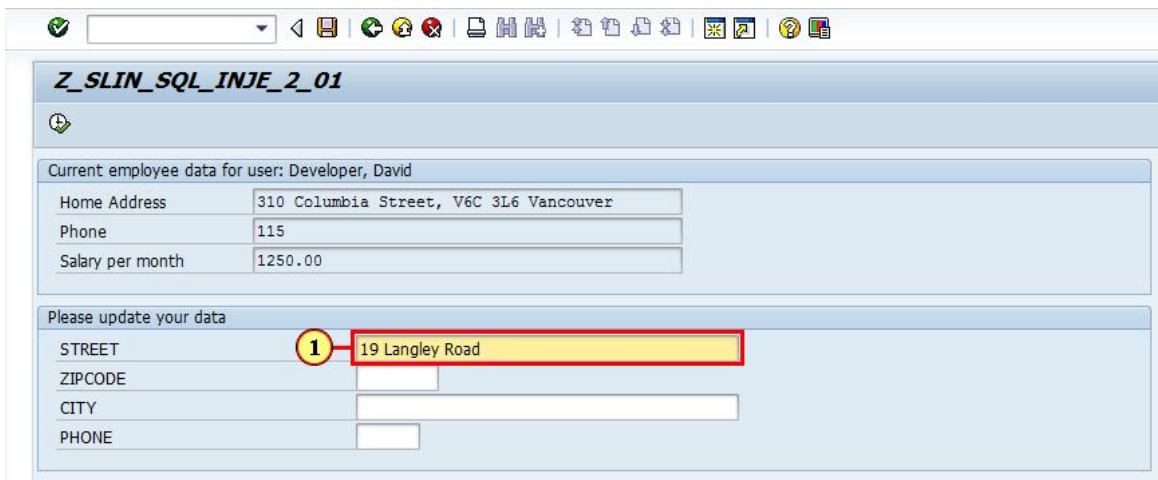 Z_SLIN_SQL_INJE_2_01
Current employee data for user: Developer, David
Home Address 310 Columbia Street, V6C 3L6 Vancouver
Phone 115
Salary per month 1250.00
Please update your data
STREET 1 19 Langley Road
ZIPCODE
CITY
PHONE